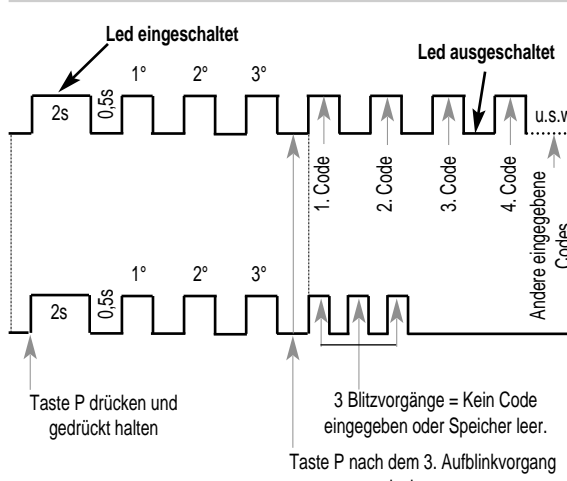 Led eingeschaltet
Led ausgeschaltet
1° 2° 3°
2s 0,5s
u.s.w
1. Code
2. Code
3. Code
4. Code
Andere eingegebene
Codes
1° 2° 3°
2s 0,5s
Taste P drücken und
gedrückt halten
3 Blitzvorgänge = Kein Code
eingegeben oder Speicher leer.
Taste P nach dem 3. Aufblinkvorgang